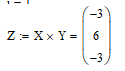 Z := X × Y = (
-3
6
-3
)